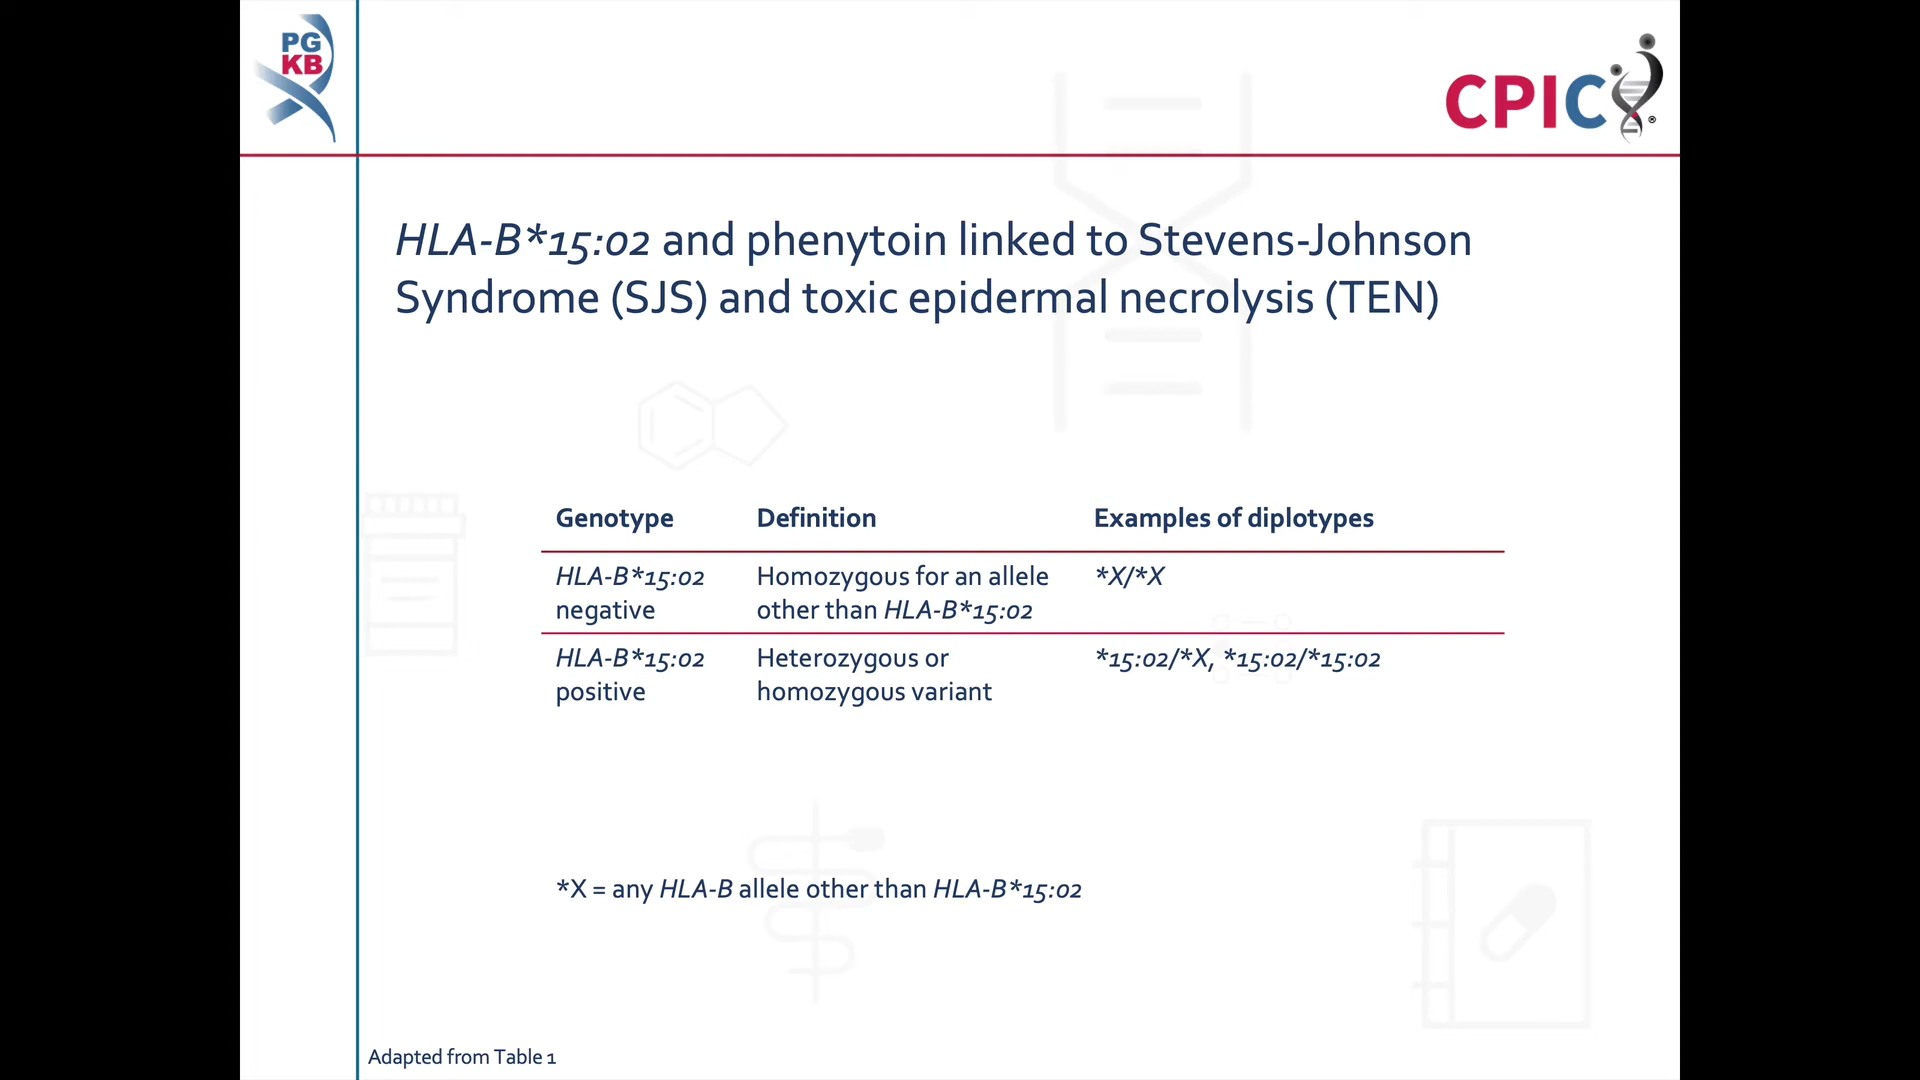 PG
KB
CPIC®
HLA-B*15:02 and phenytoin linked to Stevens-Johnson
Syndrome (SJS) and toxic epidermal necrolysis (TEN)
Genotype Definition Examples of diplotypes
HLA-B*15:02 Homozygous for an allele *X/*X
negative other than HLA-B*15:02
HLA-B*15:02 Heterozygous or *15:02/*X, *15:02/*15:02
positive homozygous variant
*X = any HLA-B allele other than HLA-B*15:02
Adapted from Table 1